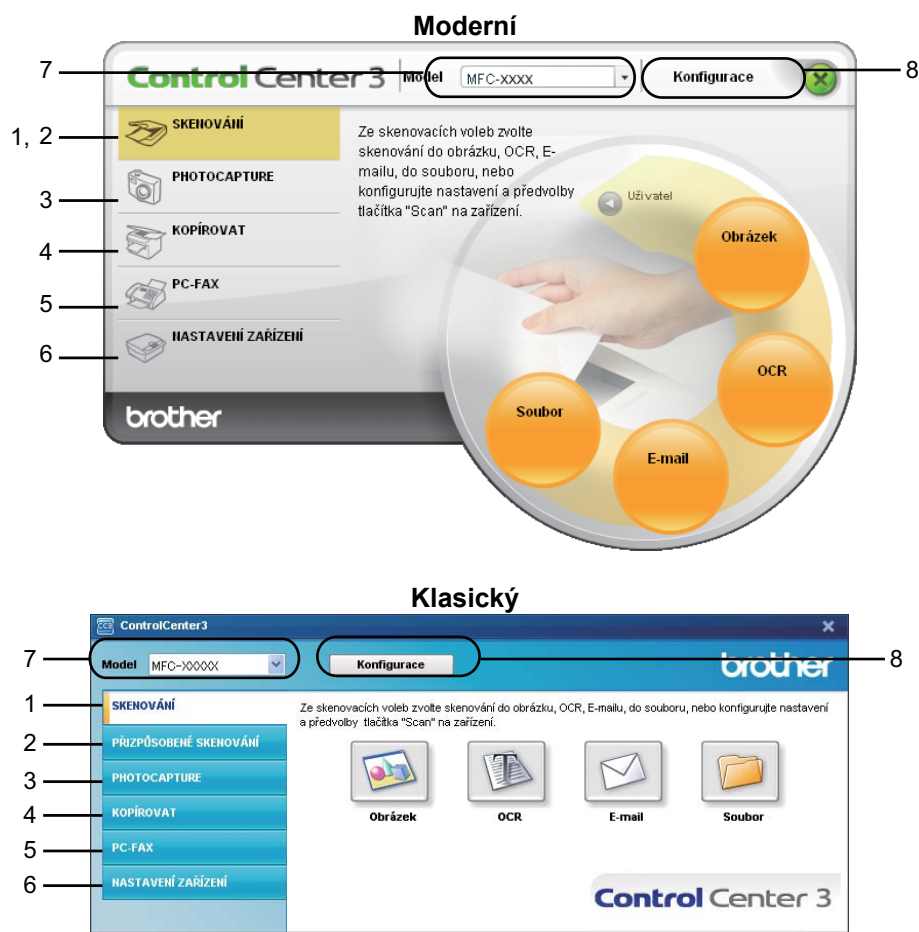 Moderní
7
Control Center 3
Model
MFC-XXXX
Konfigurace
8
1, 2
SKENOVÁNÍ
Ze skenovacích voleb zvolte
skenování do obrázku, OCR, E-
mailu, do souboru, nebo
konfigurujte nastavení a předvolby
tlačítka "Scan" na zařízení.
3
PHOTOCAPTURE
4
KOPÍROVAT
5
PC-FAX
6
NASTAVENÍ ZAŘÍZENÍ
Uživatel
Obrázek
OCR
E-mail
Soubor
brother
Klasický
ControlCenter3
7
Model
MFC-XXXXX
Konfigurace
8
brother
1
SKENOVÁNÍ
2
PŘIZPŮSOBENÉ SKENOVÁNÍ
3
PHOTOCAPTURE
4
KOPÍROVAT
5
PC-FAX
6
NASTAVENÍ ZAŘÍZENÍ
Ze skenovacích voleb zvolte skenování do obrázku, OCR, E-mailu, do souboru, nebo konfigurujte nastavení
a předvolby tlačítka "Scan" na zařízení.
Obrázek
OCR
E-mail
Soubor
Control Center 3